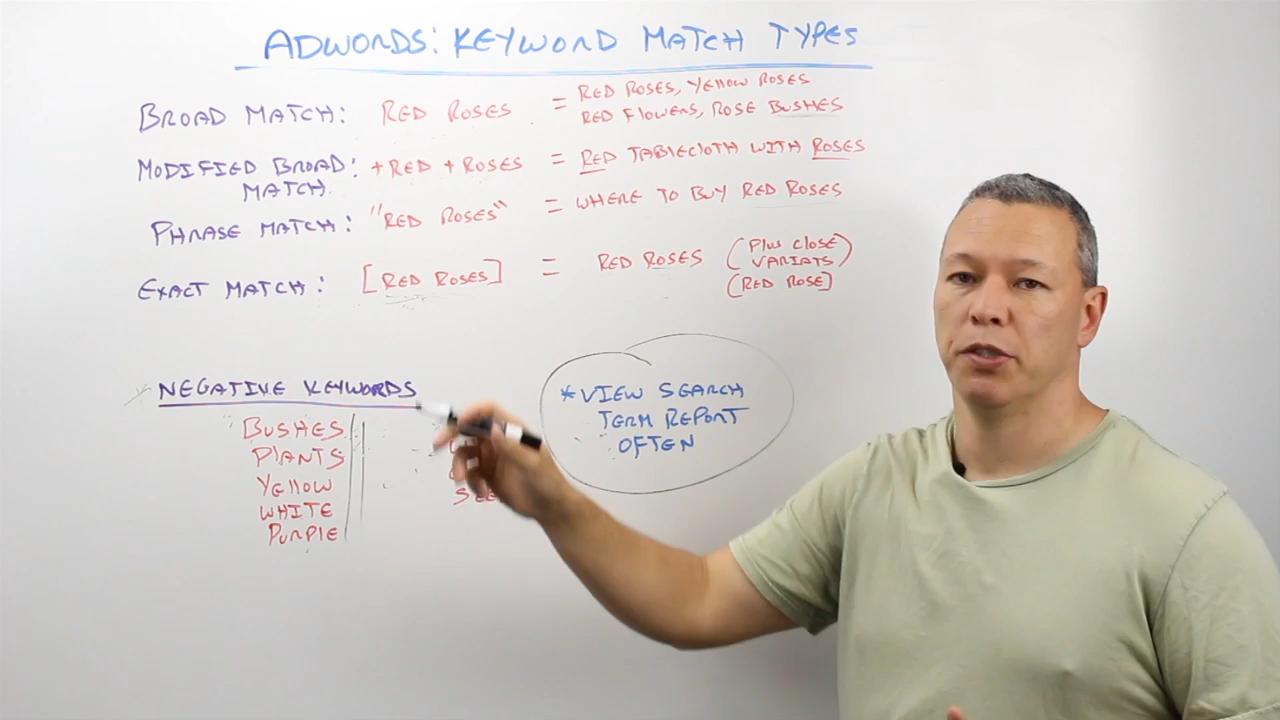 ADWORDS: KEYWORD MATCH TYPES
BROAD MATCH: RED ROSES = RED ROSES, YELLOW ROSES
RED FLOWERS, ROSE BUSHES
MODIFIED BROAD MATCH: +RED +ROSES = RED TABLECLOTH WITH ROSES
PHRASE MATCH: "RED ROSES" = WHERE TO BUY RED ROSES
EXACT MATCH: [RED ROSES] = RED ROSES (PLUS CLOSE
VARIATS)
[RED ROSE]
NEGATIVE KEYWORDS
BUSHES
PLANTS
YELLOW
WHITE
PURPLE
*VIEW SEARCH
TERM REPORT
OFTEN